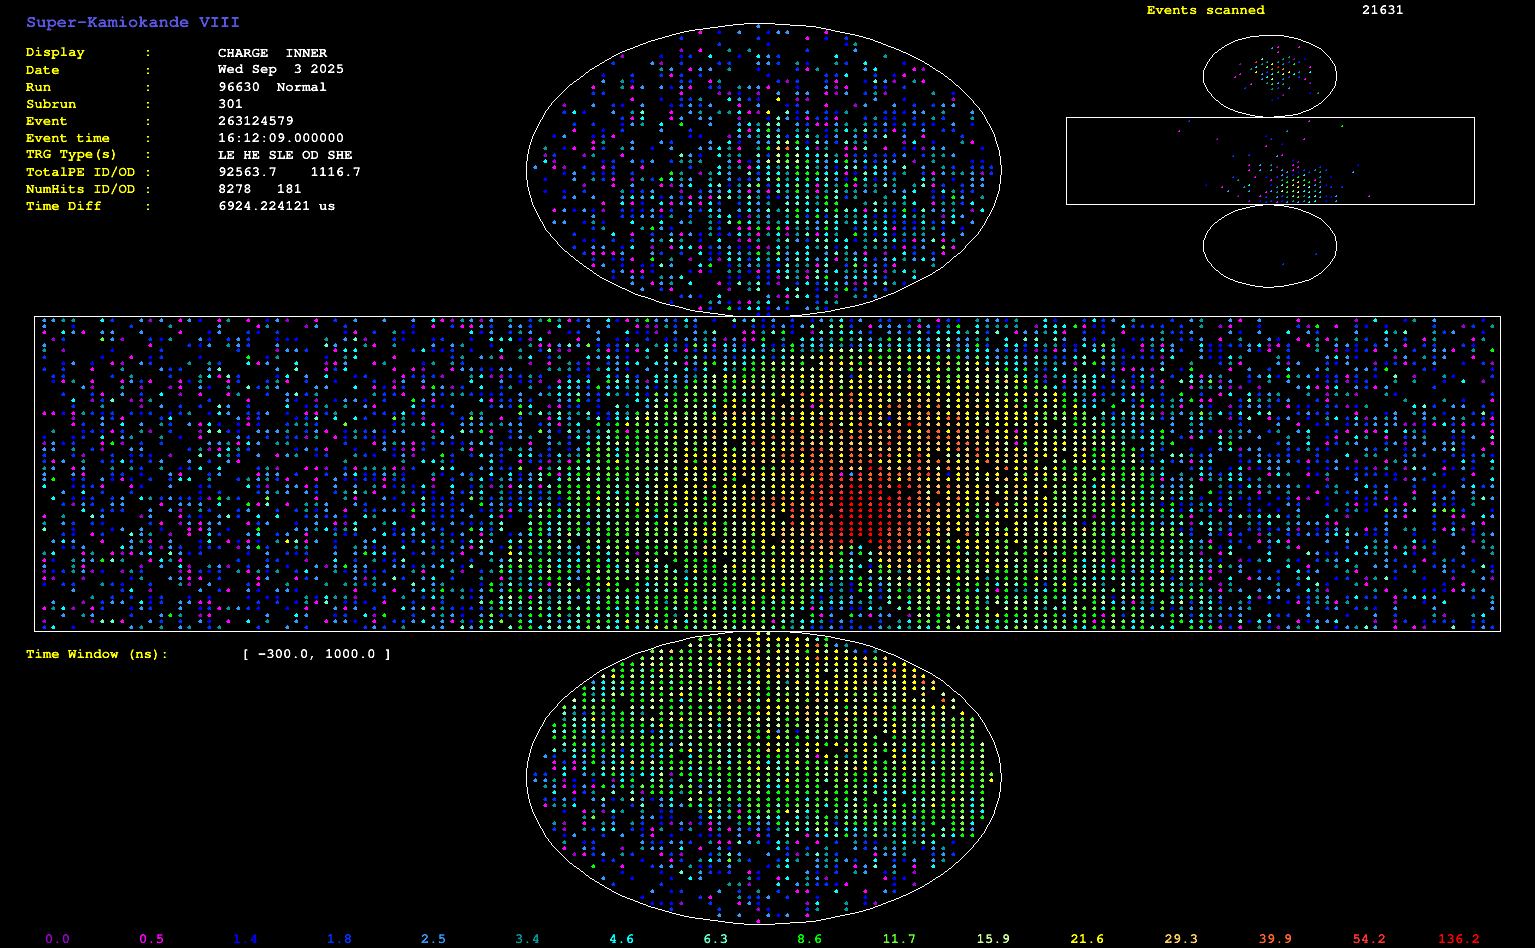 Super-Kamiokande VIII
Events scanned 21631
Display : CHARGE INNER
Date : Wed Sep 3 2025
Run : 96630 Normal
Subrun : 301
Event : 263124579
Event time : 16:12:09.000000
TRG Type(s) : LE HE SLE OD SHE
TotalPE ID/OD : 92563.7 1116.7
NumHits ID/OD : 8278 181
Time Diff : 6924.224121 us
Time Window (ns): [ -300.0, 1000.0 ]
0.0 0.5 1.4 1.8 2.5 3.4 4.6 6.3 8.6 11.7 15.9 21.6 29.3 39.9 54.2 136.2